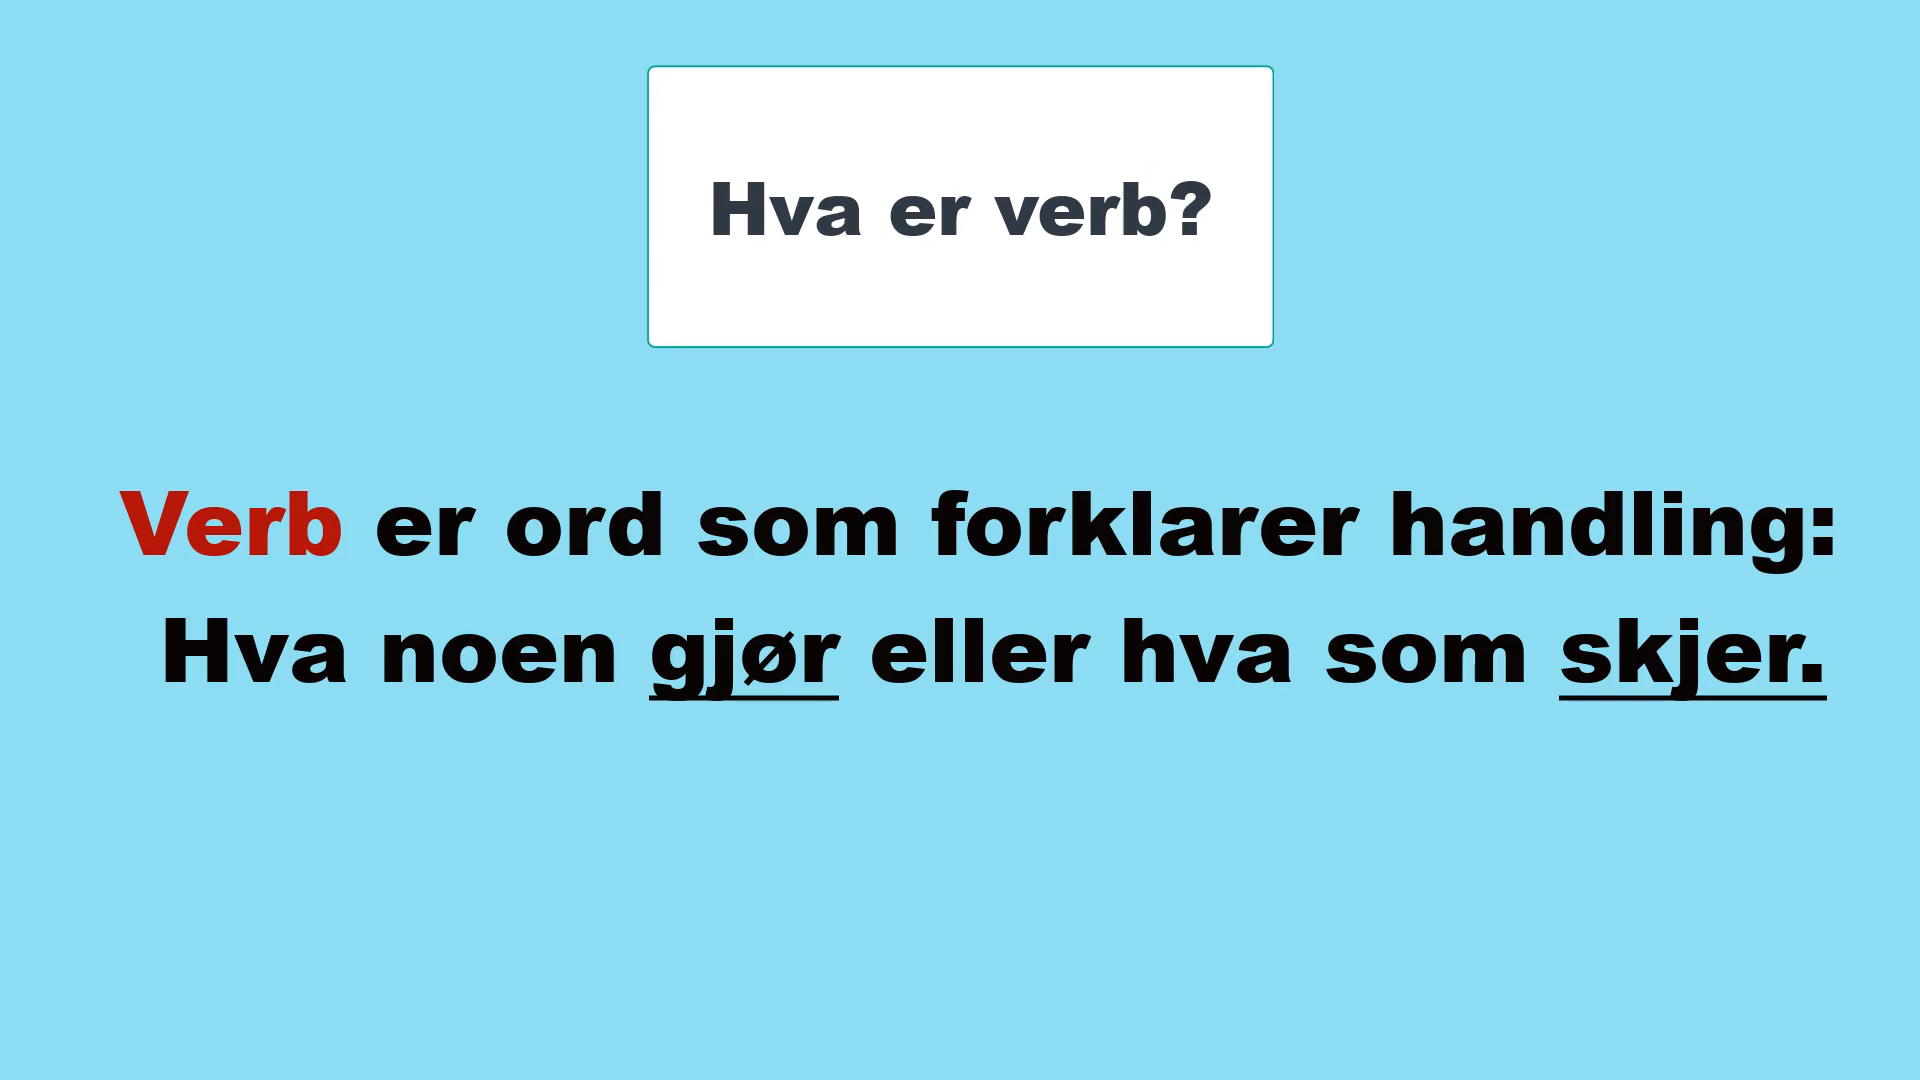 Hva er verb?
Verb er ord som forklarer handling:
Hva noen gjør eller hva som skjer.